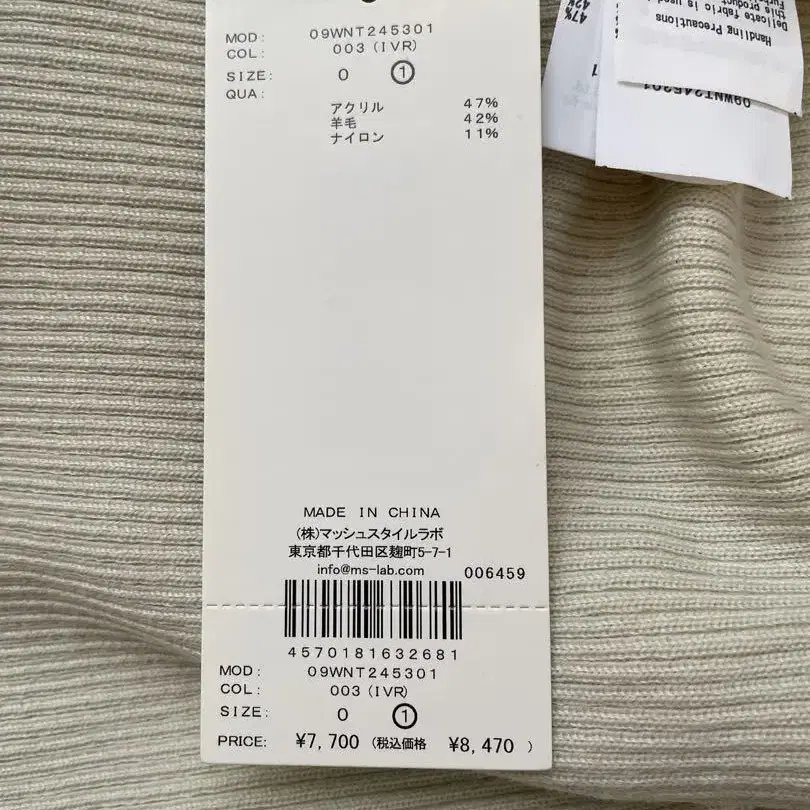 MOD: 09WNT245301
COL: 003 (IVR)
SIZE: 0 ①
QUA:
アクリル 47%
羊毛 42%
ナイロン 11%
MADE IN CHINA
(株)マッシュスタイルラボ
東京都千代田区麹町5-7-1
info@ms-lab.com 006459
4570181632681
MOD: 09WNT245301
COL: 003 (IVR)
SIZE: 0 ①
PRICE: ¥7,700 (税込価格 ¥8,470 )
Handling Precautions
Delicate fabric is used
this product
47%
42%
09WNT245301